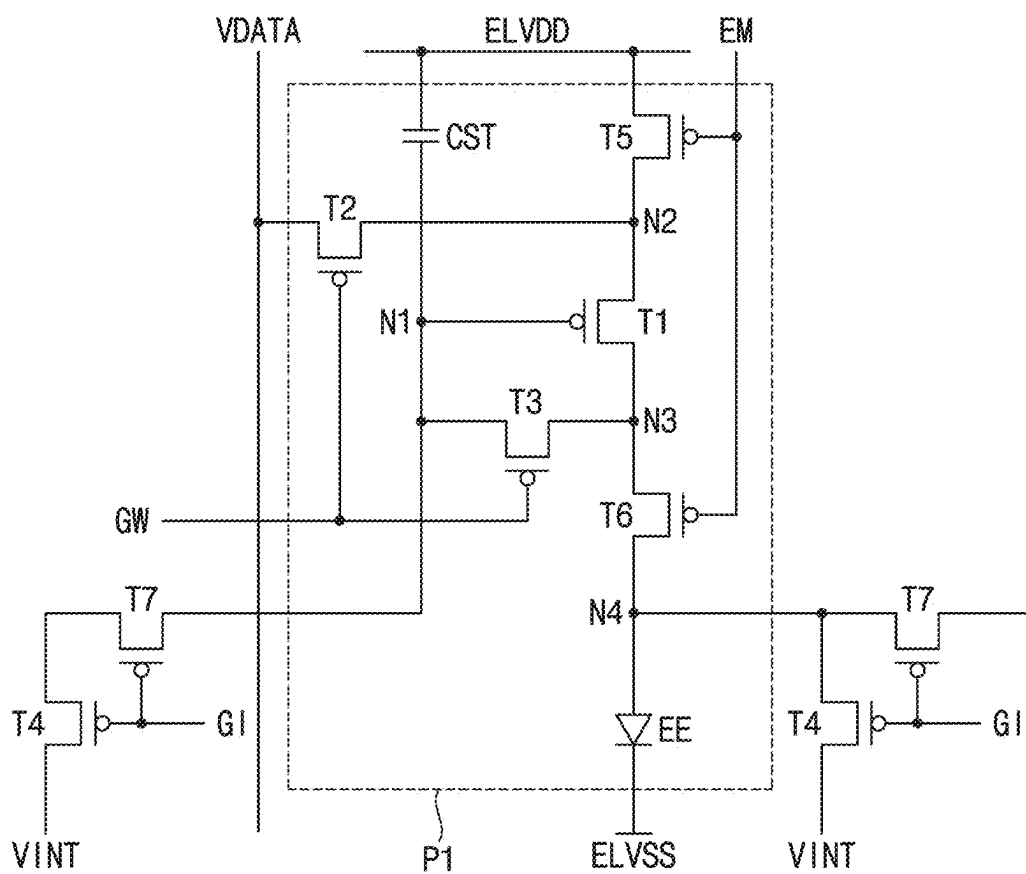 VDATA ELVDD EM
CST T5
T2 N2
N1 T1
T3 N3
GW T6
T7 N4 T7
T4 GI EE T4 GI
VINT P1 ELVSS VINT